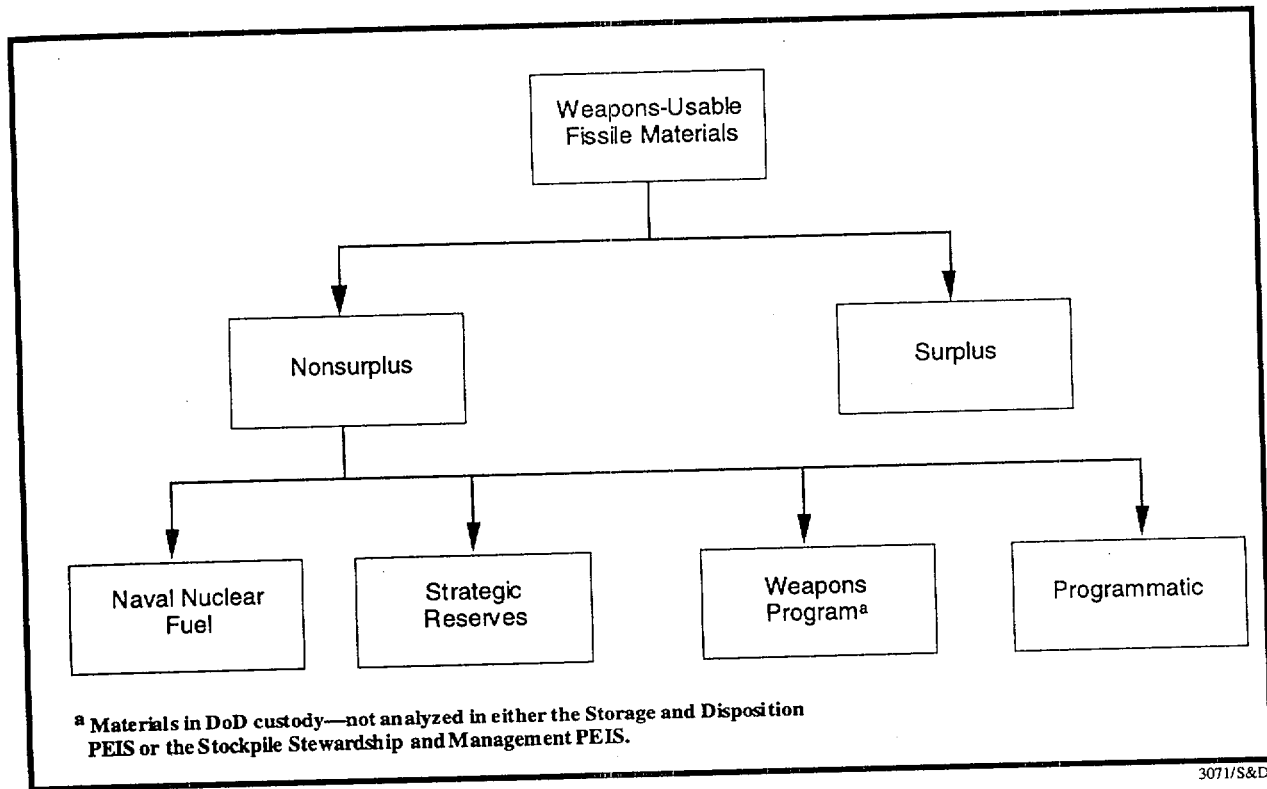 Weapons-Usable
Fissile Materials
Nonsurplus
Surplus
Naval Nuclear
Fuel
Strategic
Reserves
Weapons
Programa
Programmatic
a Materials in DoD custody—not analyzed in either the Storage and Disposition
PEIS or the Stockpile Stewardship and Management PEIS.
3071/S&D